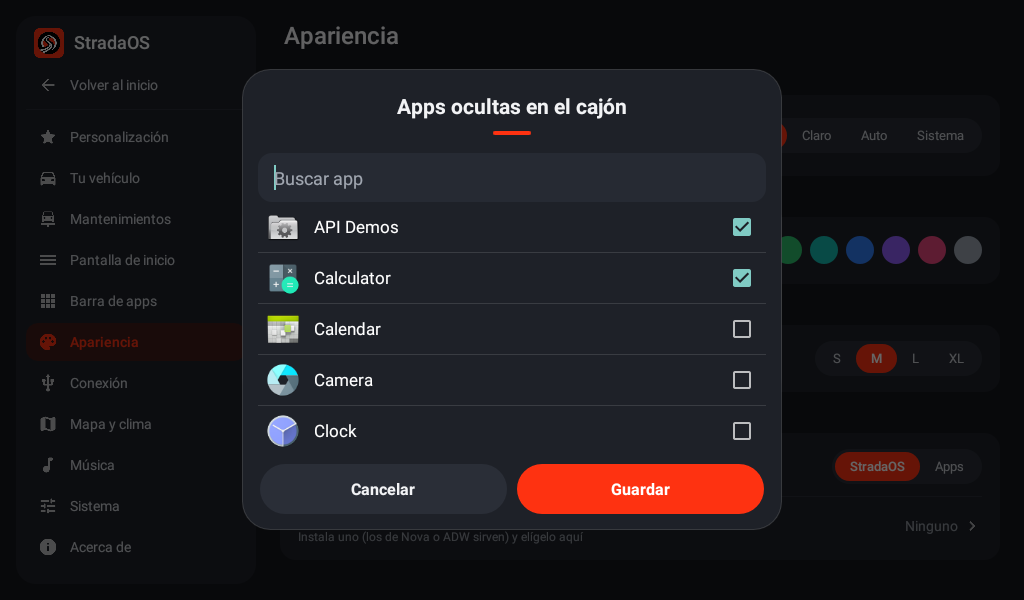 StradaOS
Volver al inicio
Personalización
Tu vehículo
Mantenimientos
Pantalla de inicio
Barra de apps
Apariencia
Conexión
Mapa y clima
Música
Sistema
Acerca de
Apariencia
Claro Auto Sistema
S M L XL
StradaOS Apps
Ninguno
Instala uno (los de Nova o ADW sirven) y elígelo aquí
Apps ocultas en el cajón
Buscar app
API Demos
Calculator
Calendar
Camera
Clock
Cancelar Guardar